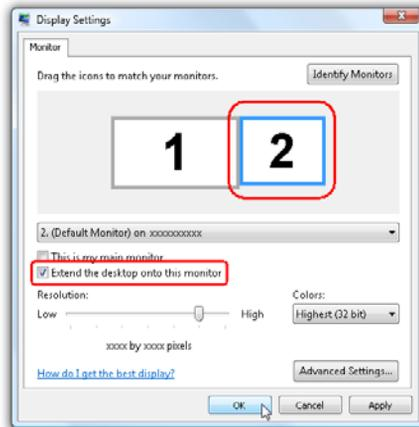 Display Settings
Monitor
Drag the icons to match your monitors.
Identify Monitors
1
2
2. (Default Monitor) on xxxxxxxxxx
This is my main monitor
Extend the desktop onto this monitor
Resolution:
Colors:
Low
High
Highest (32 bit)
xxxx by xxxx pixels
How do I get the best display?
Advanced Settings...
OK
Cancel
Apply